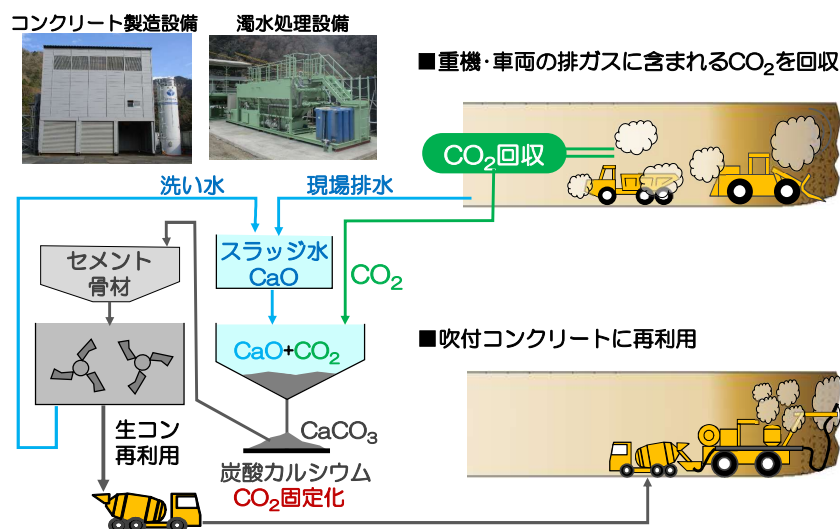 コンクリート製造設備
濁水処理設備
■重機・車両の排ガスに含まれるCO₂を回収
CO₂回収
洗い水
現場排水
スラッジ水
CaO
セメント
骨材
CO₂
CaO+CO₂
■吹付コンクリートに再利用
生コン
再利用
CaCO₃
炭酸カルシウム
CO₂固定化